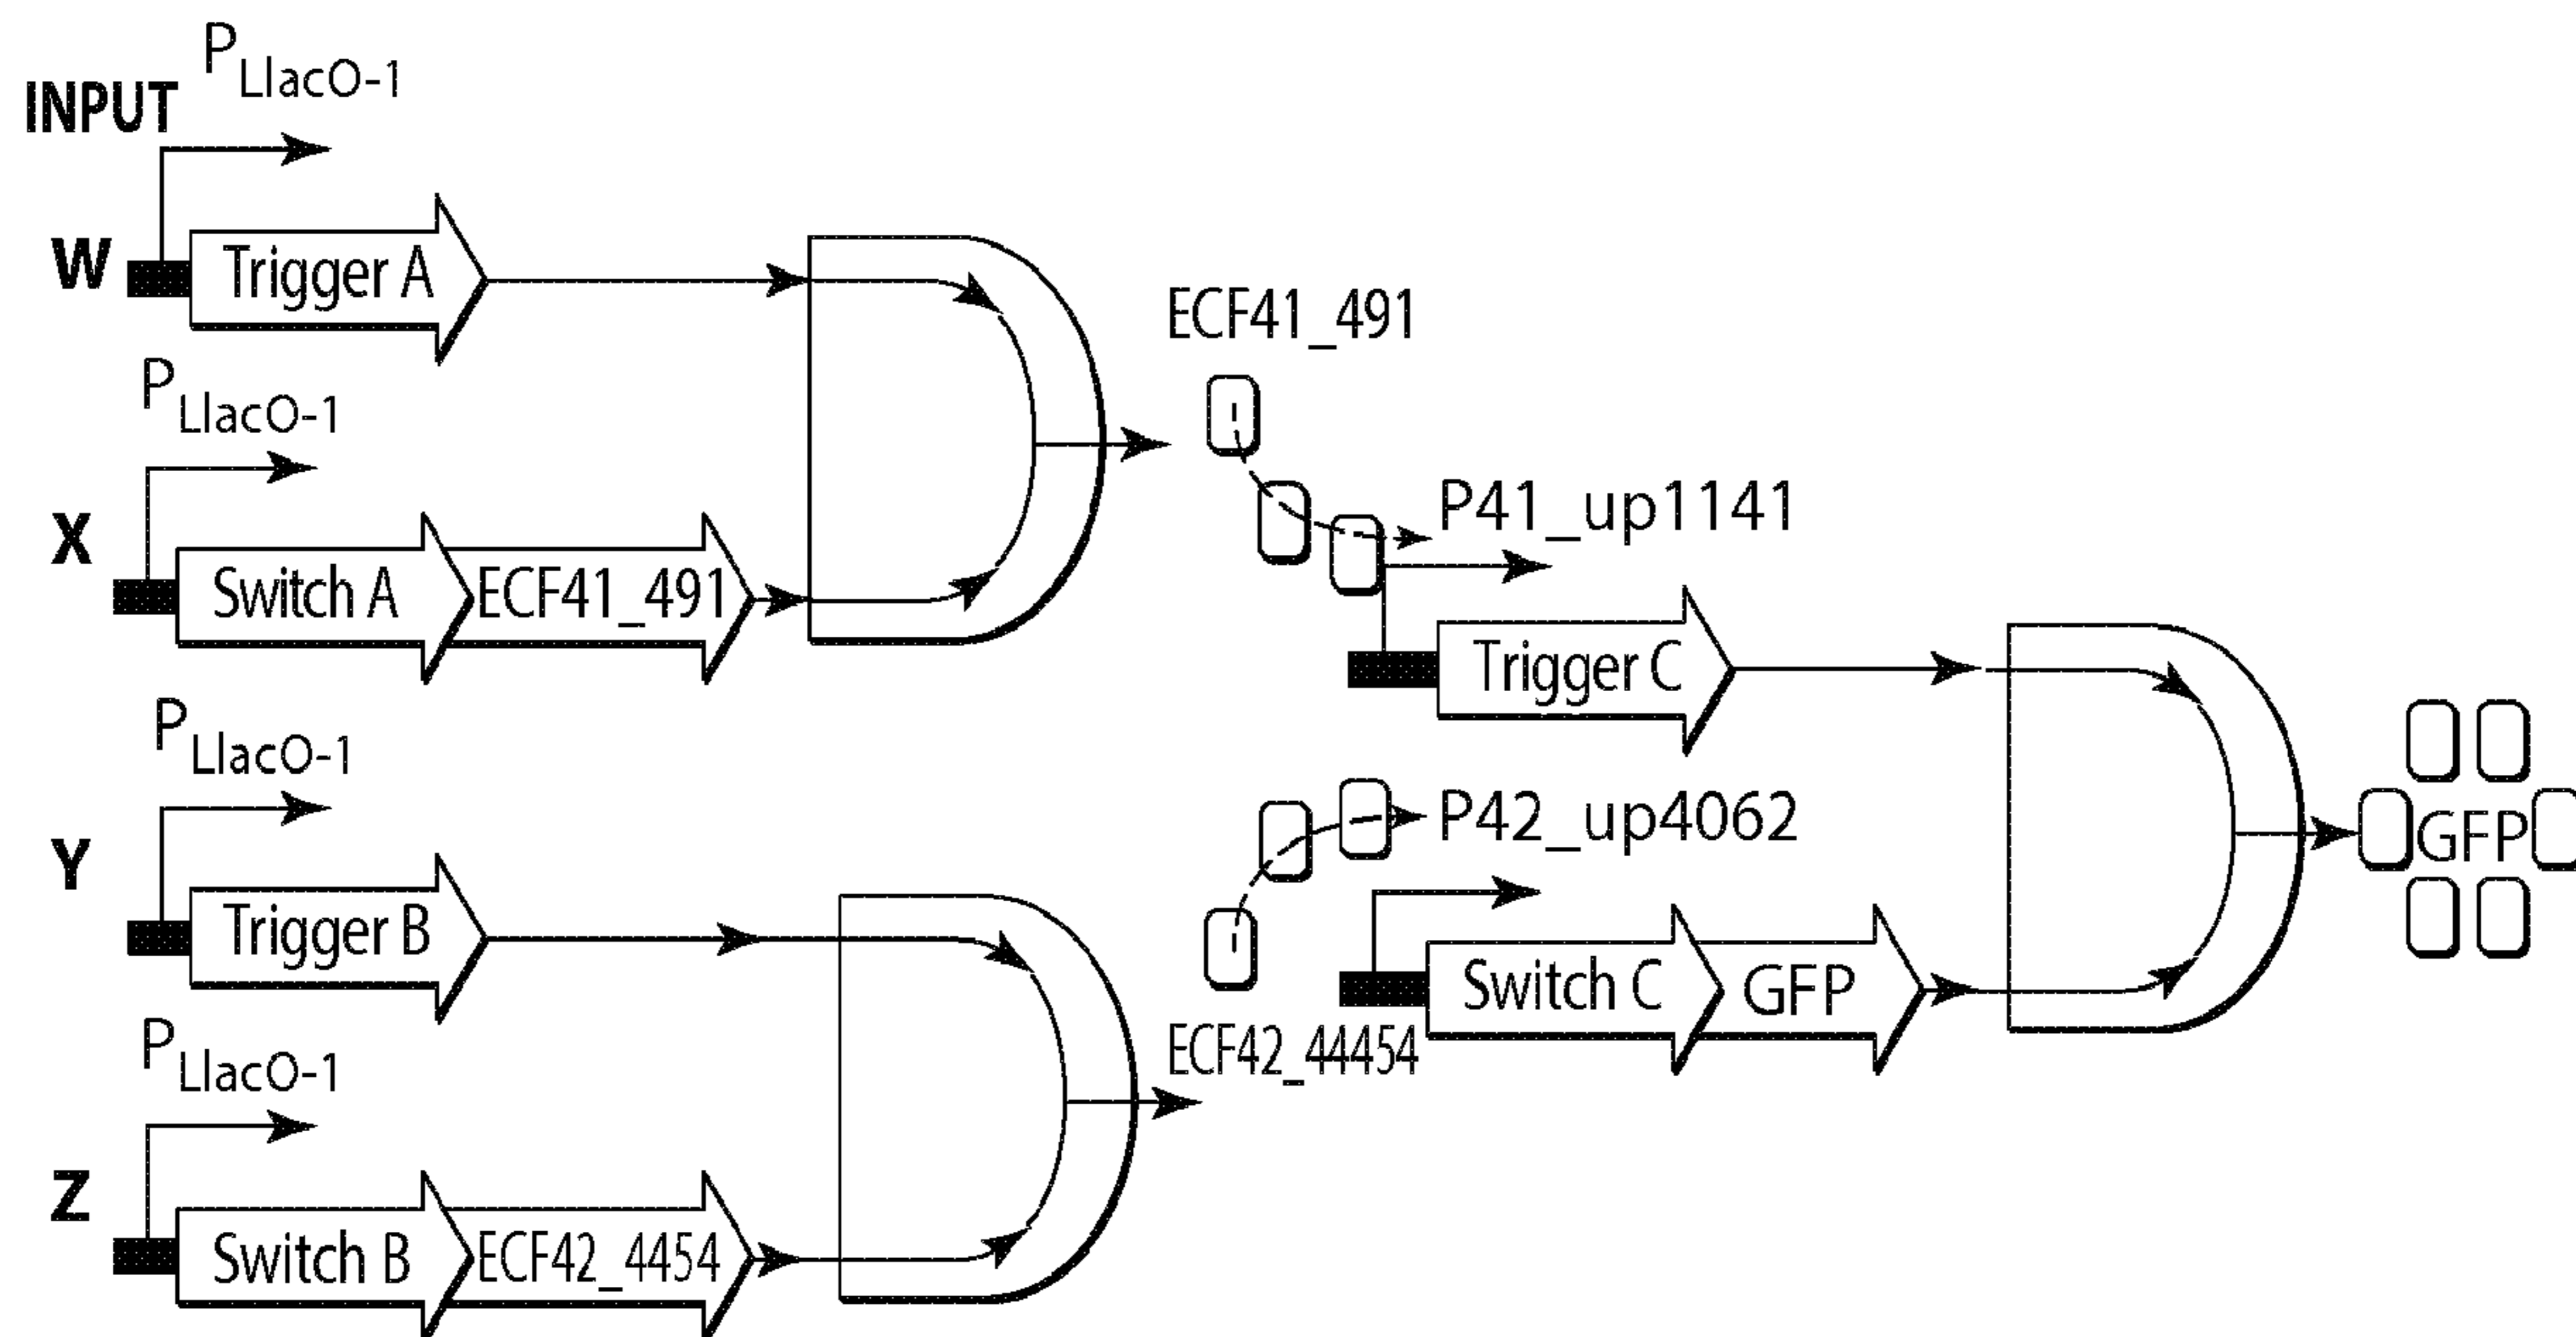 INPUT
PLlacO-1
W
Trigger A
PLlacO-1
X
Switch A
ECF41_491
ECF41_491
P41_up1141
Trigger C
PLlacO-1
Y
Trigger B
P42_up4062
Switch C
GFP
GFP
ECF42_44454
PLlacO-1
Z
Switch B
ECF42_4454